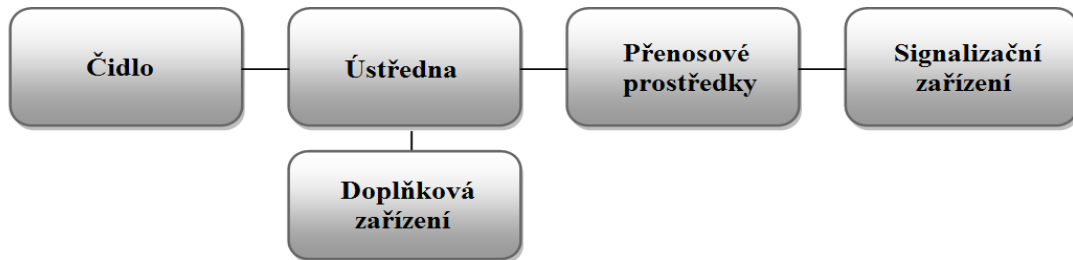 Čidlo
Ústředna
Přenosové
prostředky
Signalizační
zařízení
Doplňková
zařízení